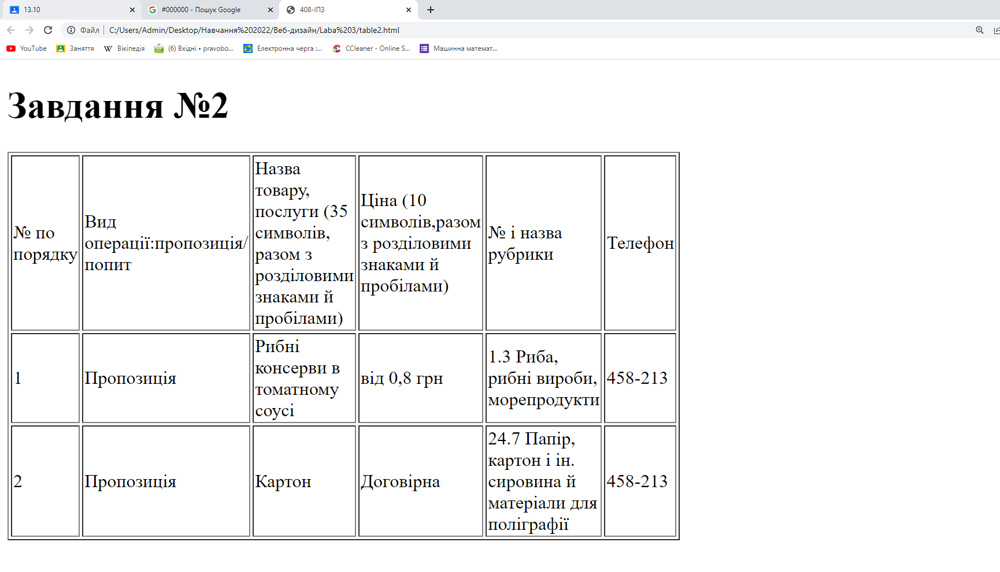 13.10
#000000 - Пошук Google
408-ІПЗ
Файл
C:/Users/Admin/Desktop/Навчання%202022/Веб-дизайн/Laba%203/table2.html
YouTube
Заняття
Вікіпедія
(6) Вхідні • pravobo...
Електронна черга :...
CCleaner - Online S...
Машинна математ...
Завдання №2
№ по
порядку
Вид
операції:пропозиція/
попит
Назва
товару,
послуги (35
символів,
разом з
розділовими
знаками й
пробілами)
Ціна (10
символів,разом
з розділовими
знаками й
пробілами)
№ і назва
рубрики
Телефон
1
Пропозиція
Рибні
консерви в
томатному
соусі
від 0,8 грн
1.3 Риба,
рибні вироби,
морепродукти
458-213
2
Пропозиція
Картон
Договірна
24.7 Папір,
картон і ін.
сировина й
матеріали для
поліграфії
458-213